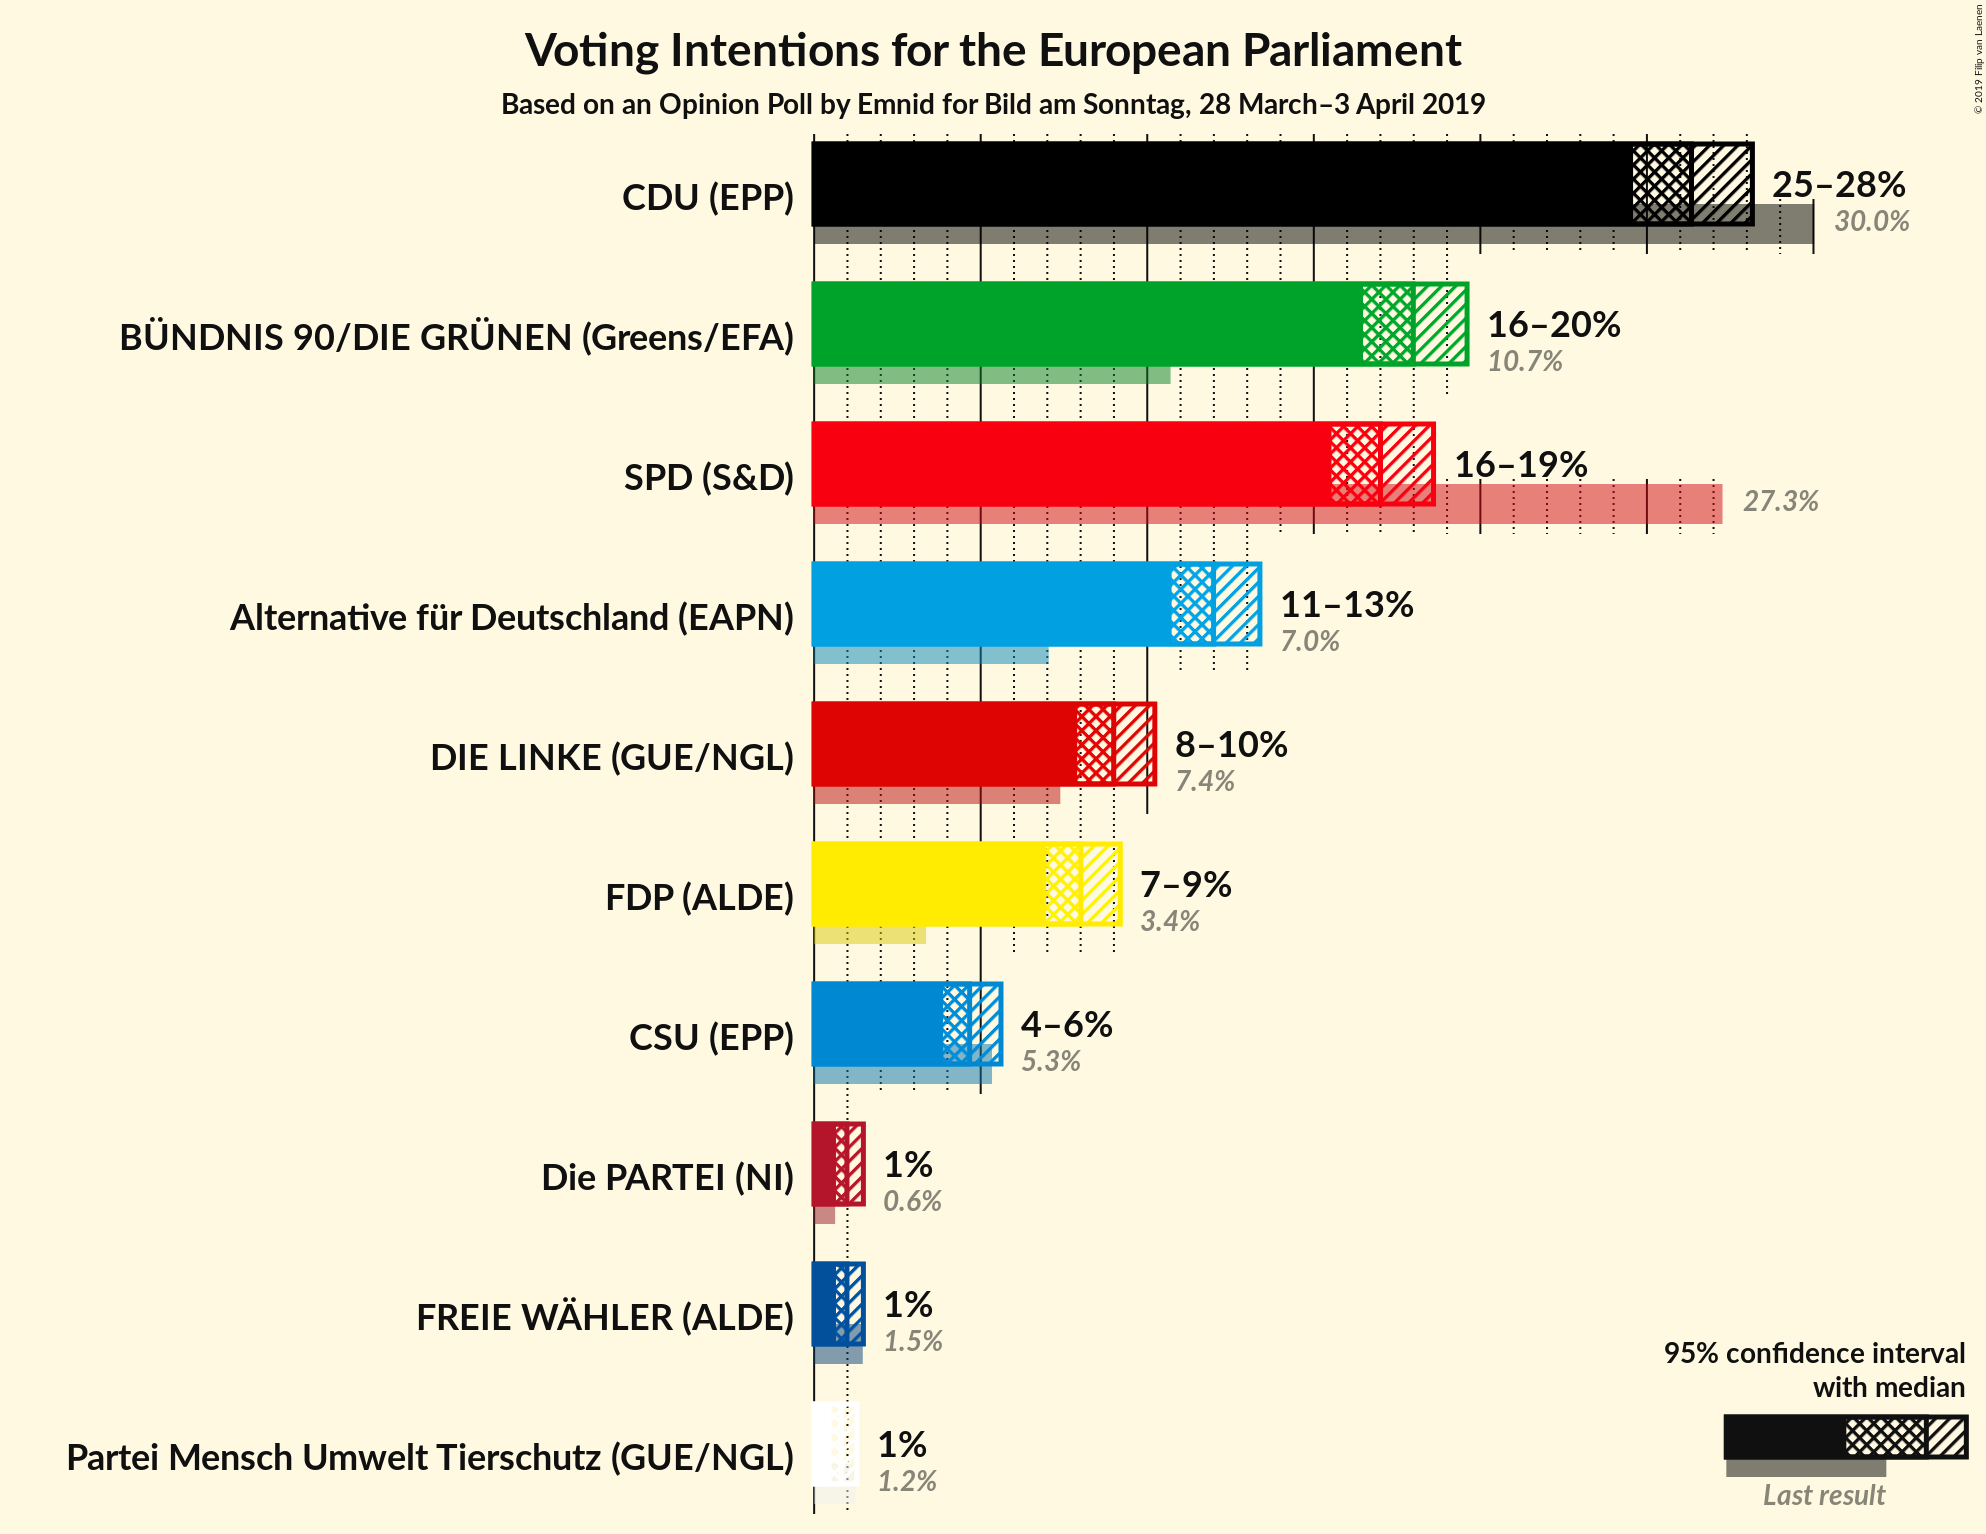 © 2019 Filip van Laenen
Voting Intentions for the European Parliament
Based on an Opinion Poll by Emnid for Bild am Sonntag, 28 March–3 April 2019
CDU (EPP)
25–28%
30.0%
BÜNDNIS 90/DIE GRÜNEN (Greens/EFA)
16–20%
10.7%
SPD (S&D)
16–19%
27.3%
Alternative für Deutschland (EAPN)
11–13%
7.0%
DIE LINKE (GUE/NGL)
8–10%
7.4%
FDP (ALDE)
7–9%
3.4%
CSU (EPP)
4–6%
5.3%
Die PARTEI (NI)
1%
0.6%
FREIE WÄHLER (ALDE)
1%
1.5%
Partei Mensch Umwelt Tierschutz (GUE/NGL)
1%
1.2%
95% confidence interval
with median
Last result